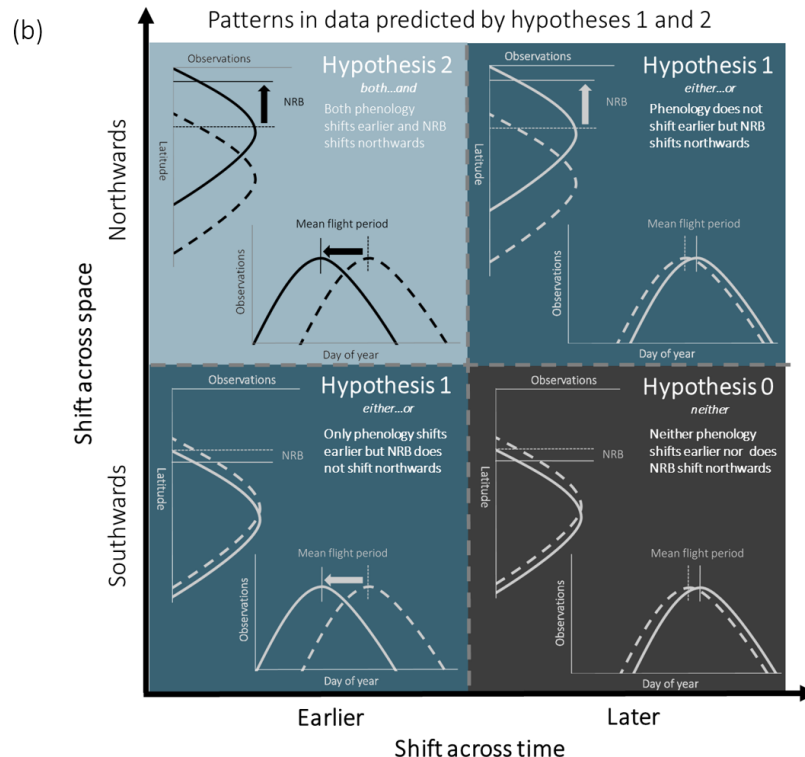 (b)
Patterns in data predicted by hypotheses 1 and 2
Shift across space
Northwards
Southwards
Observations
NRB
Latitude
Hypothesis 2
both...and
Both phenology
shifts earlier and NRB
shifts northwards
Mean flight period
Observations
Day of year
Observations
NRB
Latitude
Hypothesis 1
either...or
Phenology does not
shift earlier but NRB
shifts northwards
Mean flight period
Observations
Day of year
Observations
NRB
Latitude
Hypothesis 1
either...or
Only phenology shifts
earlier but NRB does
not shift northwards
Mean flight period
Observations
Day of year
Observations
NRB
Latitude
Hypothesis 0
neither
Neither phenology
shifts earlier nor does
NRB shift northwards
Mean flight period
Observations
Day of year
Earlier
Later
Shift across time